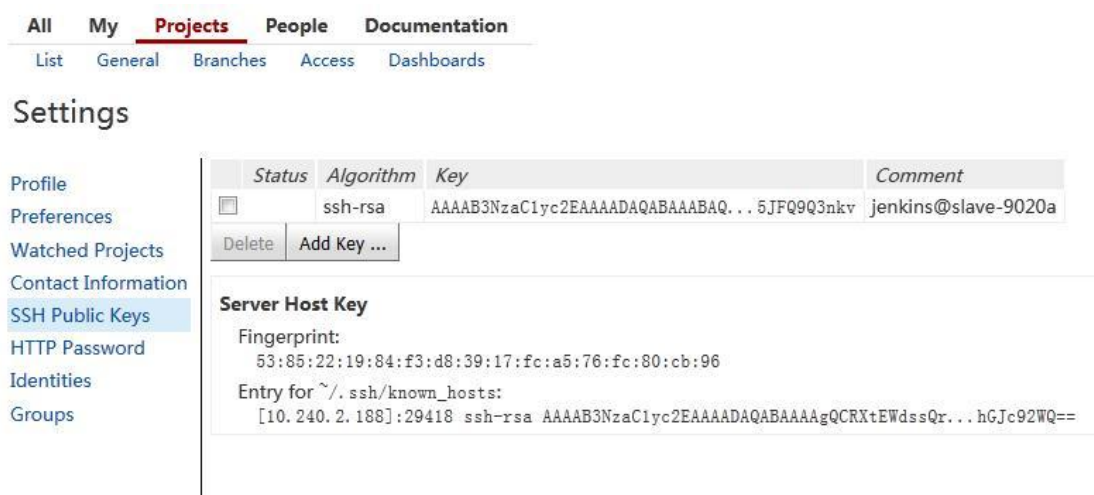 All My Projects People Documentation
List General Branches Access Dashboards
Settings
Profile
Preferences
Watched Projects
Contact Information
SSH Public Keys
HTTP Password
Identities
Groups
Status Algorithm Key Comment
ssh-rsa AAAAB3NzaC1yc2EAAAADAQABAAABAQ...5JFQ9Q3nkv jenkins@slave-9020a
Delete Add Key ...
Server Host Key
Fingerprint:
53:85:22:19:84:f3:d8:39:17:fc:a5:76:fc:80:cb:96
Entry for ~/.ssh/known_hosts:
[10.240.2.188]:29418 ssh-rsa AAAAB3NzaC1yc2EAAAADAQABAAAAgQCRXtEWdssQr...hGJc92WQ==